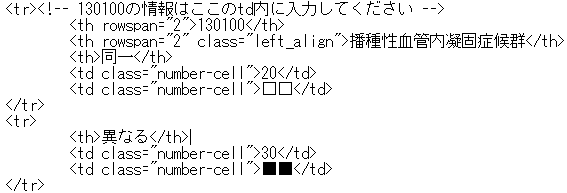 <tr><!-- 130100の情報はここのtd内に入力してください -->
<th rowspan="2">130100</th>
<th rowspan="2" class="left_align">播種性血管内凝固症候群</th>
<th>同一</th>
<td class="number-cell">20</td>
<td class="number-cell">□□</td>
</tr>
<tr>
<th>異なる</th>
<td class="number-cell">30</td>
<td class="number-cell">■■</td>
</tr>